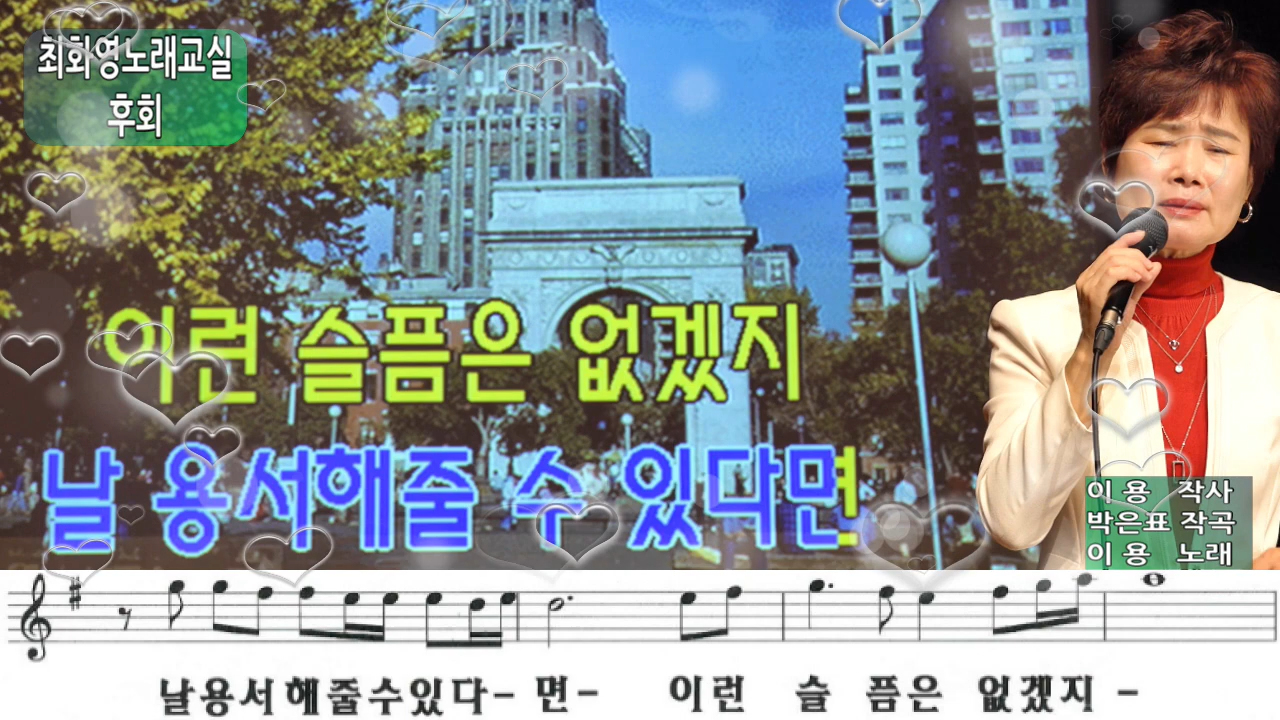 최회영노래교실
후회
이런 슬픔은 없겠지
날 용서해줄 수 있다면
이 용 작사
박은표 작곡
이 용 노래
날용서해줄수있다- 면- 이런 슬 픔은 없겠지 -